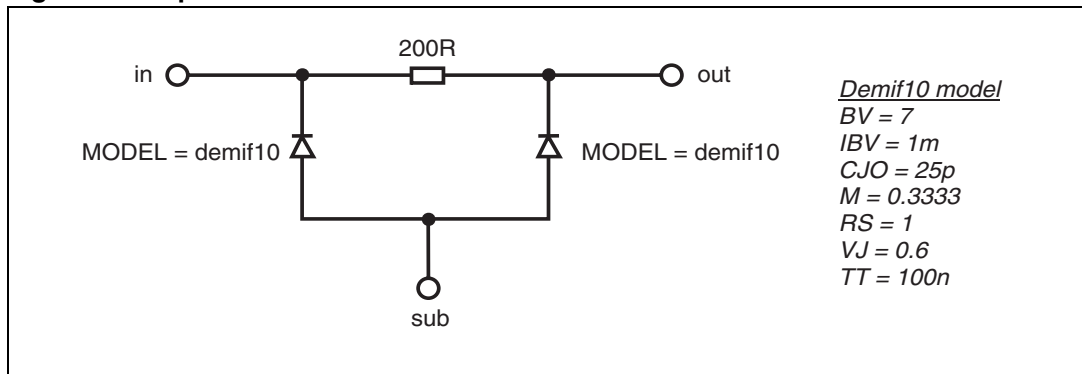 200R
in
out
MODEL = demif10
MODEL = demif10
sub
Demif10 model
BV = 7
IBV = 1m
CJO = 25p
M = 0.3333
RS = 1
VJ = 0.6
TT = 100n